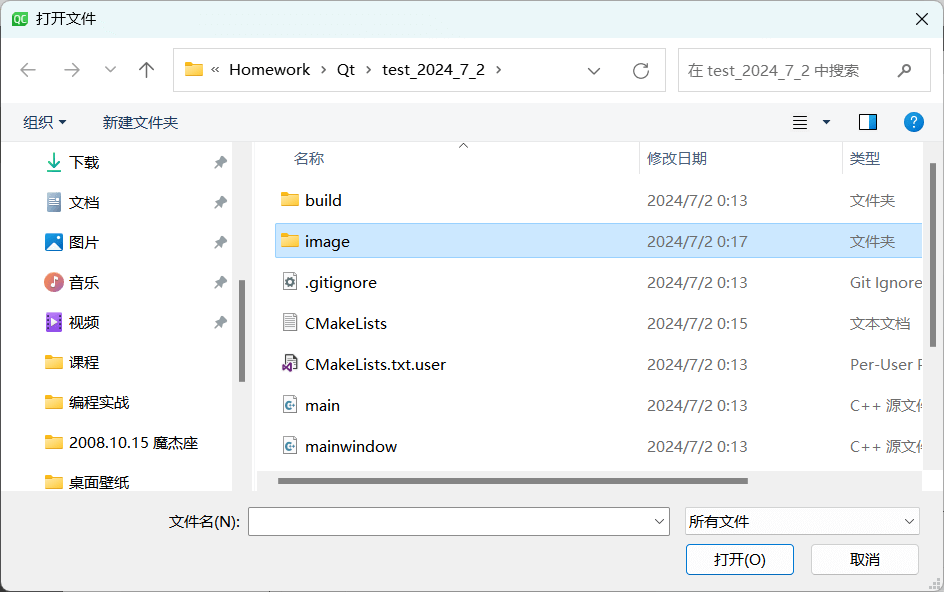 QC 打开文件
« Homework › Qt › test_2024_7_2 ›
在 test_2024_7_2 中搜索
组织 新建文件夹
?
下载
文档
图片
音乐
视频
课程
编程实战
2008.10.15 魔杰座
桌面壁纸
名称 修改日期 类型
build 2024/7/2 0:13 文件夹
image 2024/7/2 0:17 文件夹
.gitignore 2024/7/2 0:13 Git Ignore
CMakeLists 2024/7/2 0:15 文本文档
CMakeLists.txt.user 2024/7/2 0:13 Per-User
main 2024/7/2 0:13 C++ 源文
mainwindow 2024/7/2 0:13 C++ 源文
文件名(N):
所有文件
打开(O) 取消